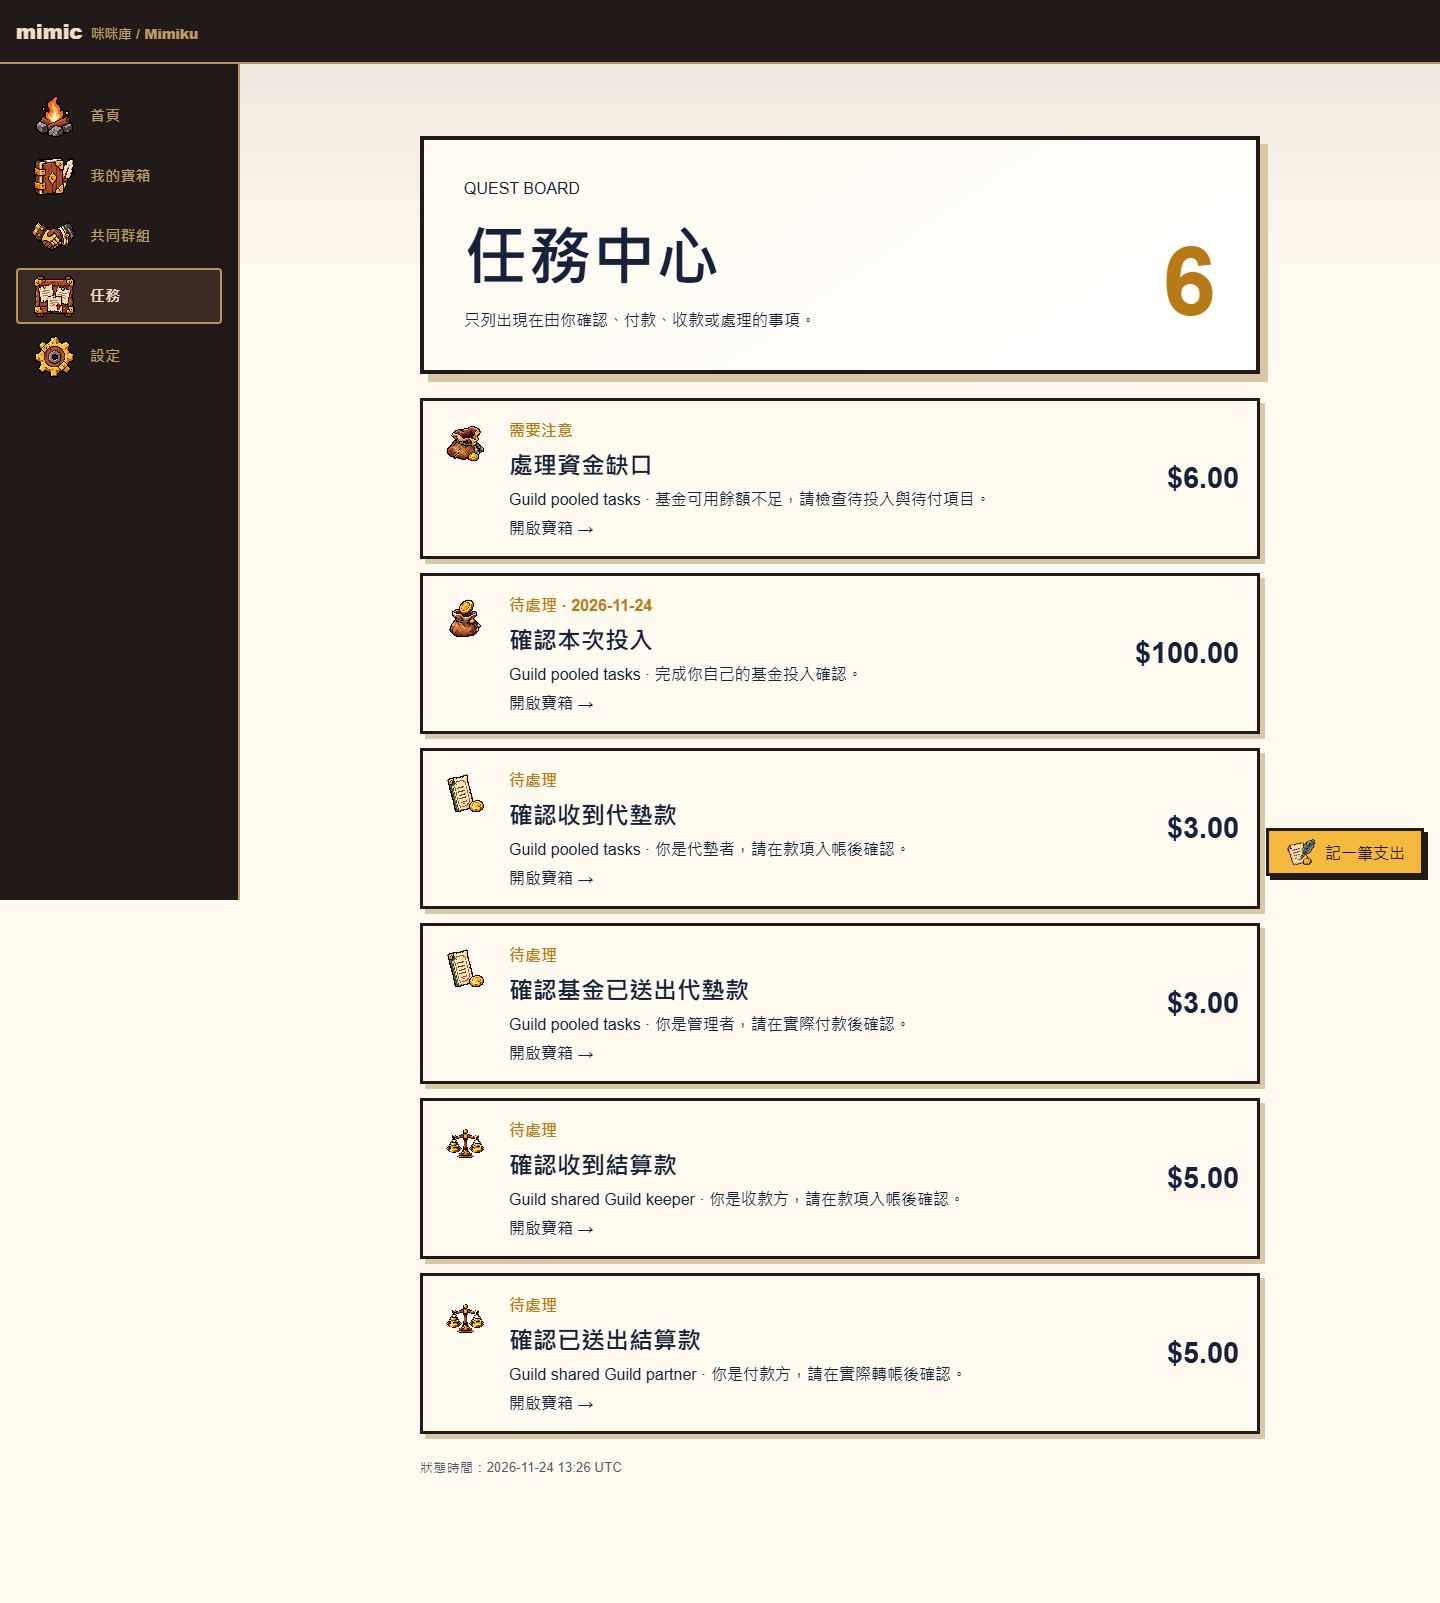 mimic 咪咪庫 / Mimiku
首頁
我的寶箱
共同群組
任務
設定
QUEST BOARD
任務中心
6
只列出現在由你確認、付款、收款或處理的事項。
需要注意
處理資金缺口
$6.00
Guild pooled tasks · 基金可用餘額不足，請檢查待投入與待付項目。
開啟寶箱 →
待處理 · 2026-11-24
確認本次投入
$100.00
Guild pooled tasks · 完成你自己的基金投入確認。
開啟寶箱 →
待處理
確認收到代墊款
$3.00
Guild pooled tasks · 你是代墊者，請在款項入帳後確認。
開啟寶箱 →
記一筆支出
待處理
確認基金已送出代墊款
$3.00
Guild pooled tasks · 你是管理者，請在實際付款後確認。
開啟寶箱 →
待處理
確認收到結算款
$5.00
Guild shared Guild keeper · 你是收款方，請在款項入帳後確認。
開啟寶箱 →
待處理
確認已送出結算款
$5.00
Guild shared Guild partner · 你是付款方，請在實際轉帳後確認。
開啟寶箱 →
狀態時間：2026-11-24 13:26 UTC